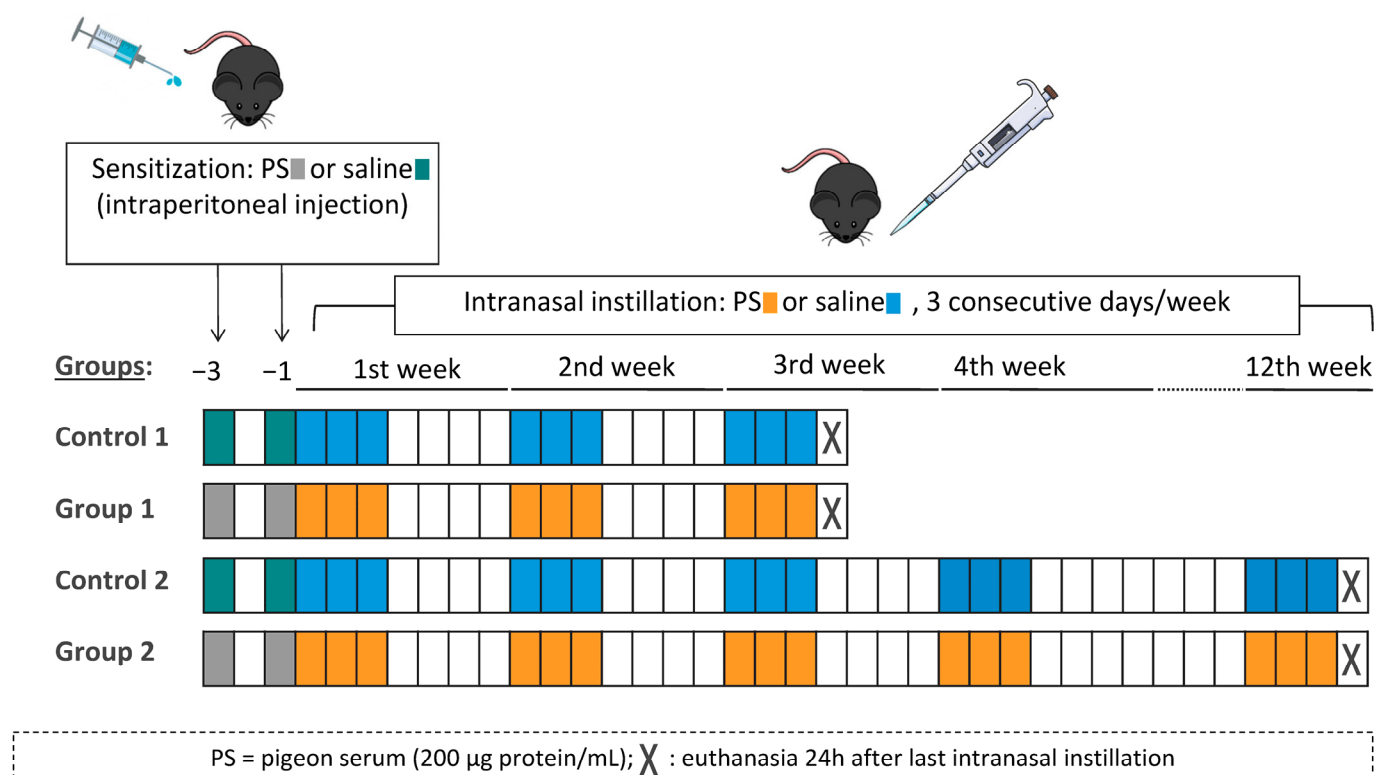 Sensitization: PS or saline
(intraperitoneal injection)
Intranasal instillation: PS or saline , 3 consecutive days/week
Groups: −3 −1 1st week 2nd week 3rd week 4th week 12th week
Control 1
X
Group 1
X
Control 2
X
Group 2
X
PS = pigeon serum (200 µg protein/mL; X : euthanasia 24h after last intranasal instillation